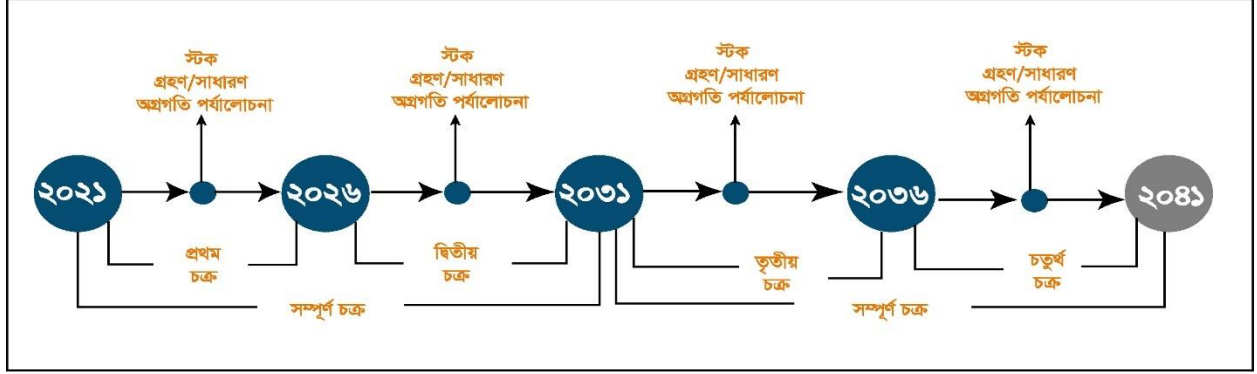 স্টক
গ্রহণ/সাধারণ
অগ্রগতি পর্যালোচনা
স্টক
গ্রহণ/সাধারণ
অগ্রগতি পর্যালোচনা
স্টক
গ্রহণ/সাধারণ
অগ্রগতি পর্যালোচনা
স্টক
গ্রহণ/সাধারণ
অগ্রগতি পর্যালোচনা
২০২১
২০২৬
২০৩১
২০৩৬
২০৪১
প্রথম
চক্র
দ্বিতীয়
চক্র
তৃতীয়
চক্র
চতুর্থ
চক্র
সম্পূর্ণ চক্র
সম্পূর্ণ চক্র